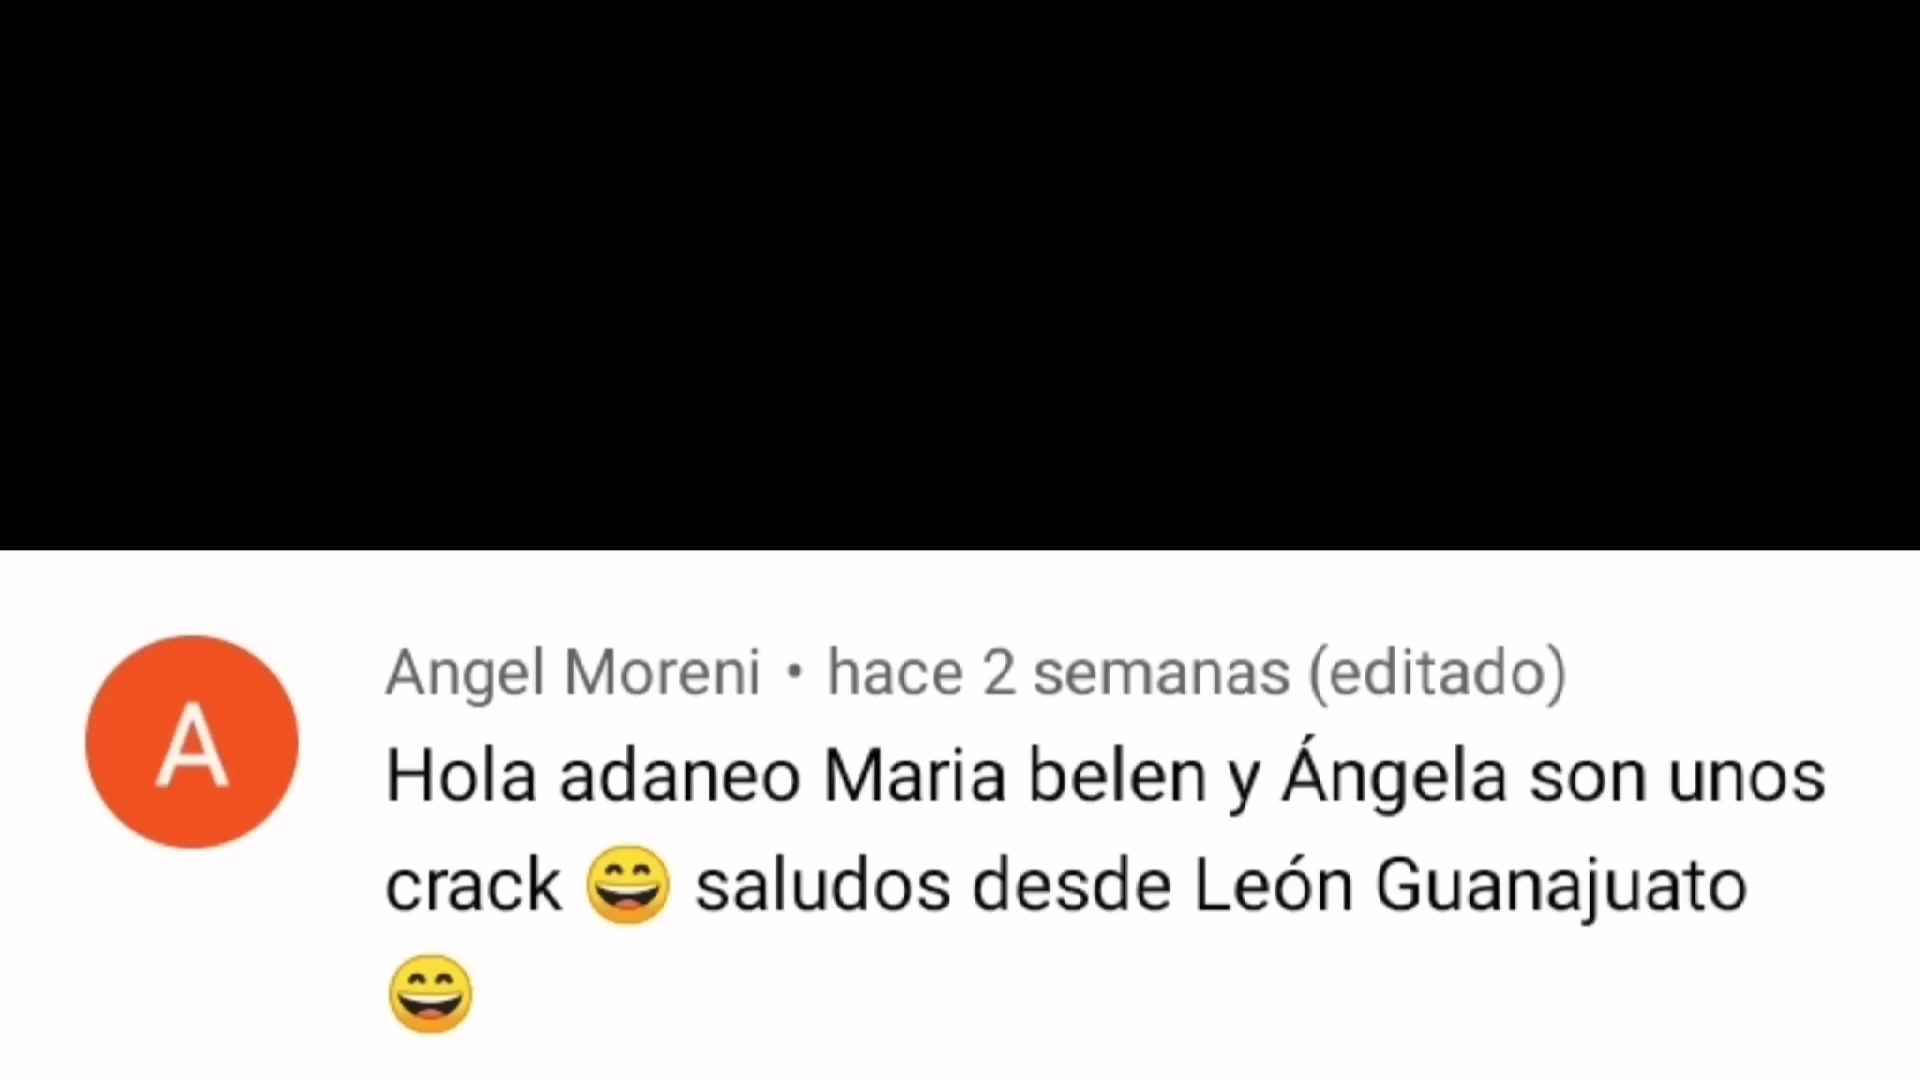 A
Angel Moreni • hace 2 semanas (editado)
Hola adaneo Maria belen y Ángela son unos
crack 😄 saludos desde León Guanajuato
😄